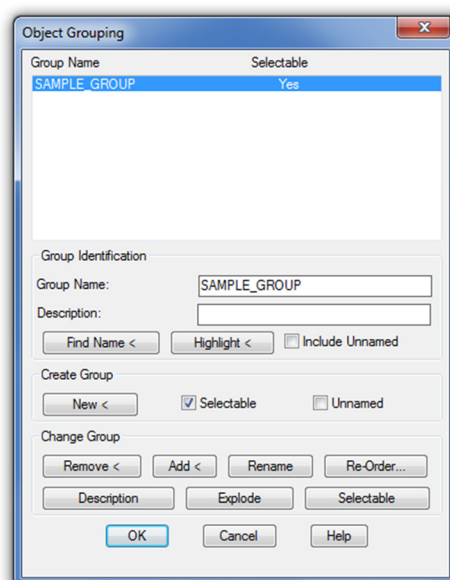 Object Grouping
Group Name Selectable
SAMPLE_GROUP Yes
Group Identification
Group Name: SAMPLE_GROUP
Description:
Find Name < Highlight < Include Unnamed
Create Group
New < Selectable Unnamed
Change Group
Remove < Add < Rename Re-Order...
Description Explode Selectable
OK Cancel Help